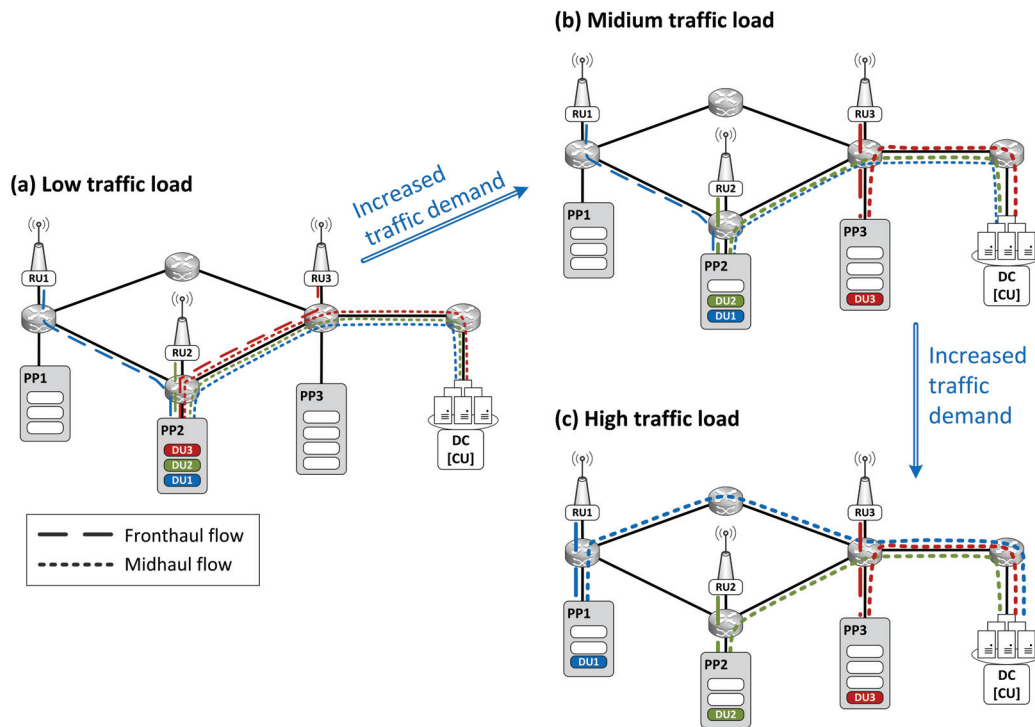 (a) Low traffic load
RU1
RU3
RU2
PP1
PP2
DU3
DU2
DU1
PP3
DC
[CU]
Fronthaul flow
Midhaul flow
Increased
traffic demand
(b) Midium traffic load
RU1
RU3
RU2
PP1
PP2
DU2
DU1
PP3
DU3
DC
[CU]
Increased
traffic
demand
(c) High traffic load
RU1
RU3
RU2
PP1
DU1
PP2
DU2
PP3
DU3
DC
[CU]